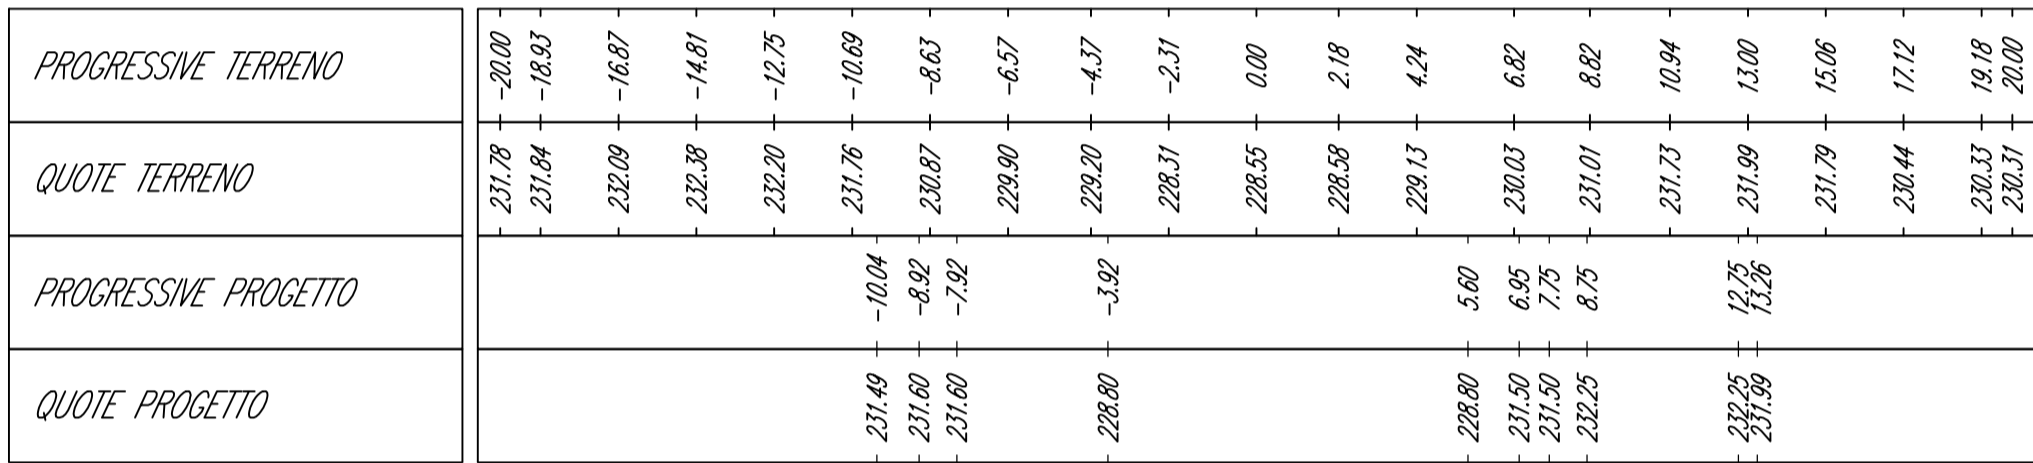 PROGRESSIVE TERRENO -20.00 -18.93 -16.87 -14.81 -12.75 -10.69 -8.63 -6.57 -4.37 -2.31 0.00 2.18 4.24 6.82 8.82 10.94 13.00 15.06 17.12 19.18 20.00
QUOTE TERRENO 231.78 231.84 232.09 232.38 232.20 231.76 230.87 229.90 229.20 228.31 228.55 228.58 229.13 230.03 231.01 231.73 231.99 231.79 230.44 230.33 230.31
PROGRESSIVE PROGETTO -10.04 -8.92 -7.92 -3.92 5.60 6.95 7.75 8.75 12.75 13.26
QUOTE PROGETTO 231.49 231.60 231.60 228.80 228.80 231.50 231.50 232.25 232.25 231.99